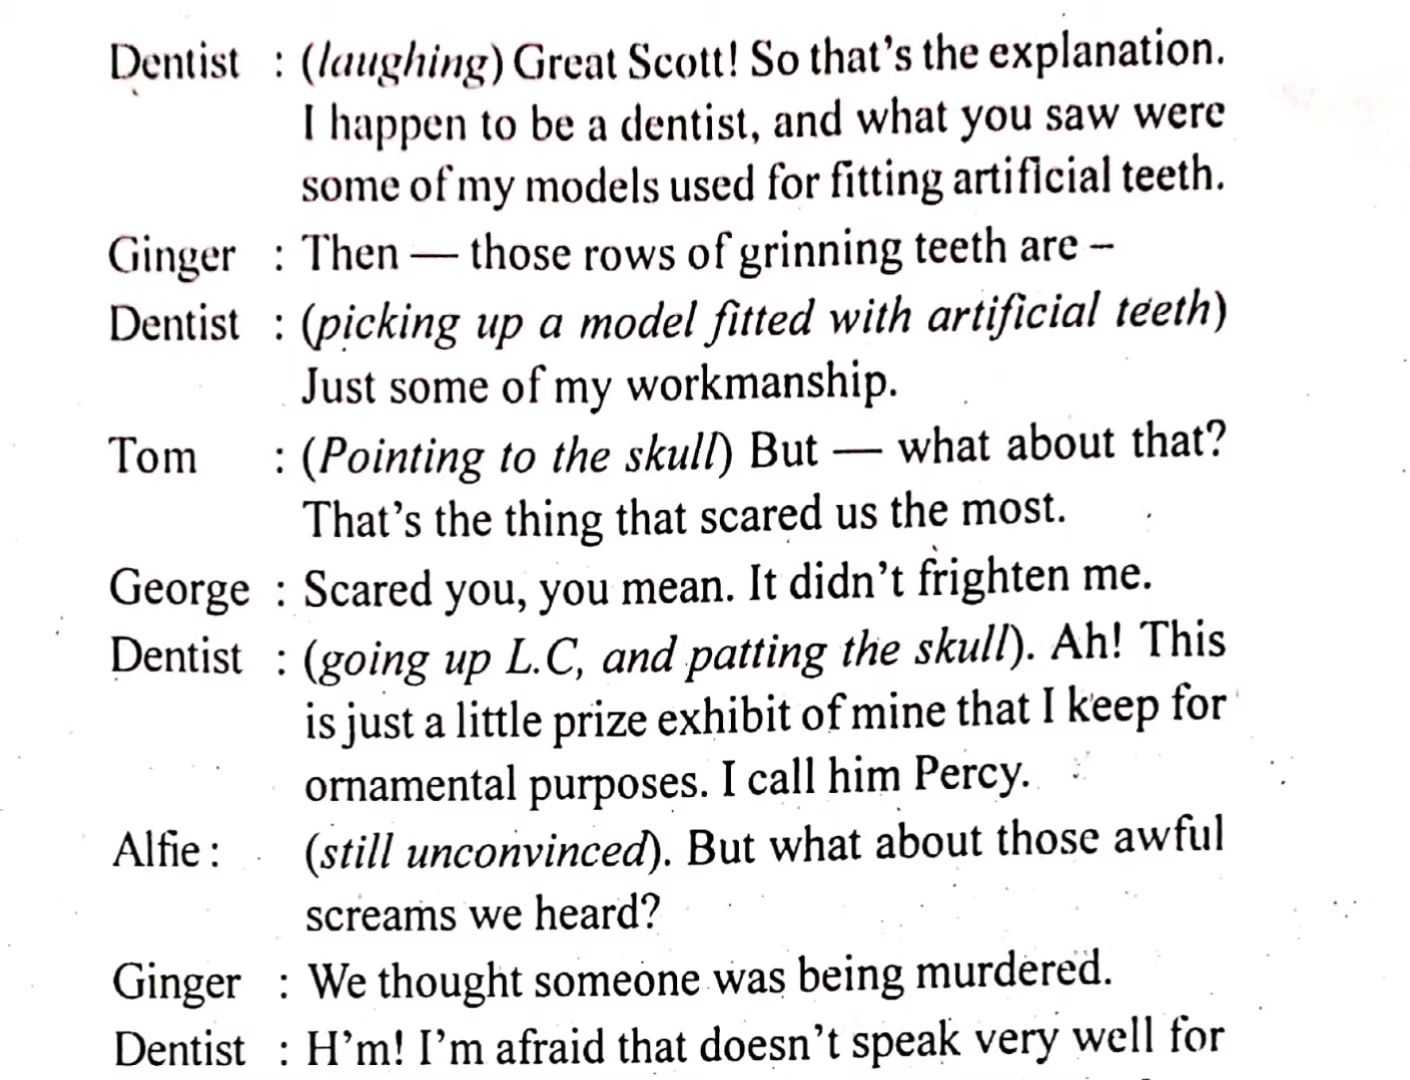 Dentist : (laughing) Great Scott! So that's the explanation.
I happen to be a dentist, and what you saw were
some of my models used for fitting artificial teeth.
Ginger : Then — those rows of grinning teeth are –
Dentist : (picking up a model fitted with artificial teeth)
Just some of my workmanship.
Tom : (Pointing to the skull) But — what about that?
That's the thing that scared us the most.
George : Scared you, you mean. It didn't frighten me.
Dentist : (going up L.C, and patting the skull). Ah! This
is just a little prize exhibit of mine that I keep for
ornamental purposes. I call him Percy.
Alfie : (still unconvinced). But what about those awful
screams we heard?
Ginger : We thought someone was being murdered.
Dentist : H'm! I'm afraid that doesn't speak very well for